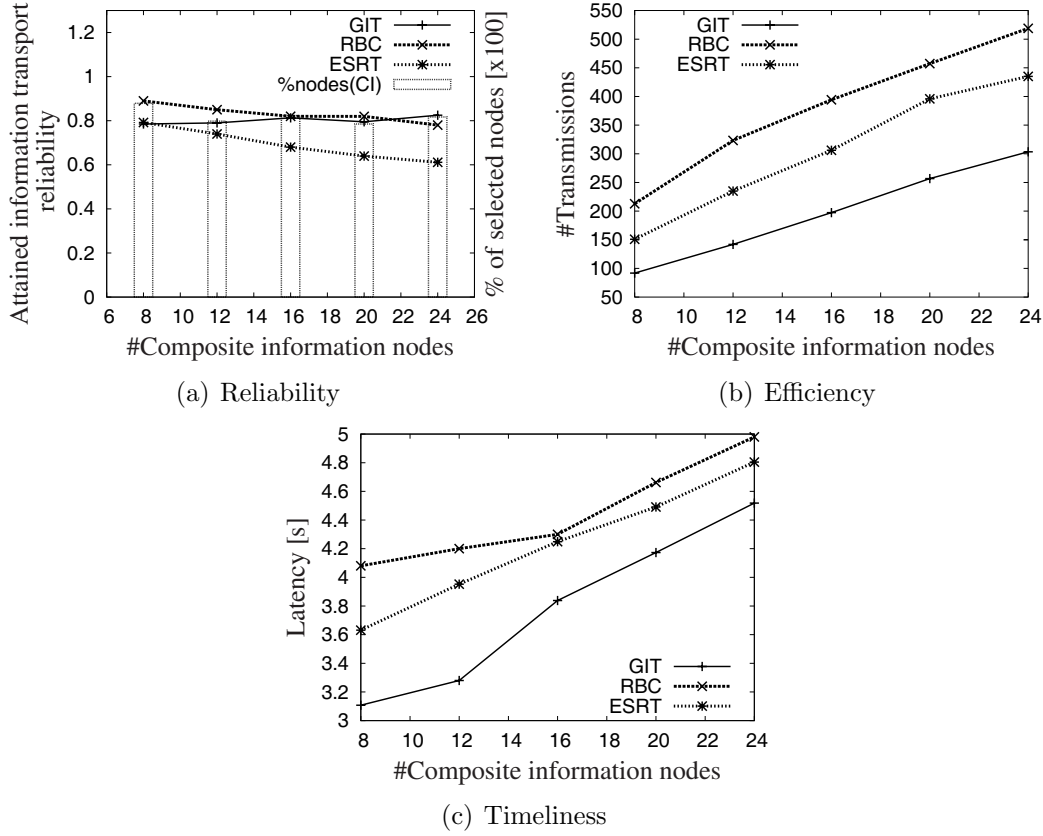 Attained information transport
reliability
% of selected nodes [x100]
GIT
RBC
ESRT
%nodes(CI)
1.2
1
0.8
0.6
0.4
0.2
0
6 8 10 12 14 16 18 20 22 24 26
#Composite information nodes
(a) Reliability
#Transmissions
GIT
RBC
ESRT
550
500
450
400
350
300
250
200
150
100
50
8 10 12 14 16 18 20 22 24
#Composite information nodes
(b) Efficiency
Latency [s]
5
4.8
4.6
4.4
4.2
4
3.8
3.6
3.4
3.2
3
GIT
RBC
ESRT
8 10 12 14 16 18 20 22 24
#Composite information nodes
(c) Timeliness